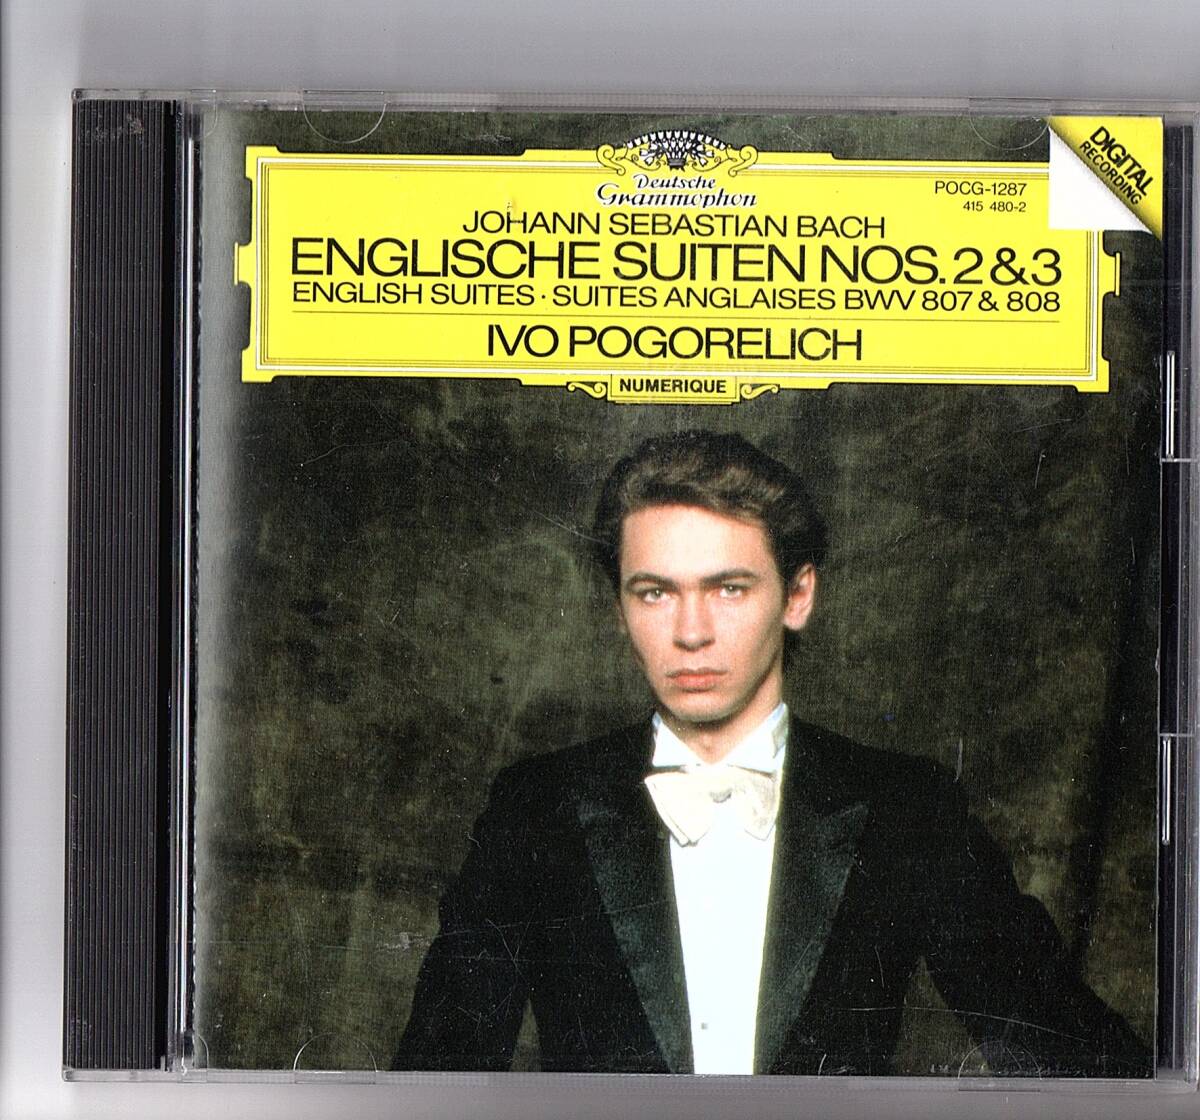 Deutsche
Grammophon
POCG-1287
415 480-2
DIGITAL
RECORDING
JOHANN SEBASTIAN BACH
ENGLISCHE SUITEN NOS. 2 & 3
ENGLISH SUITES · SUITES ANGLAISES BWV 807 & 808
IVO POGORELICH
NUMERIQUE